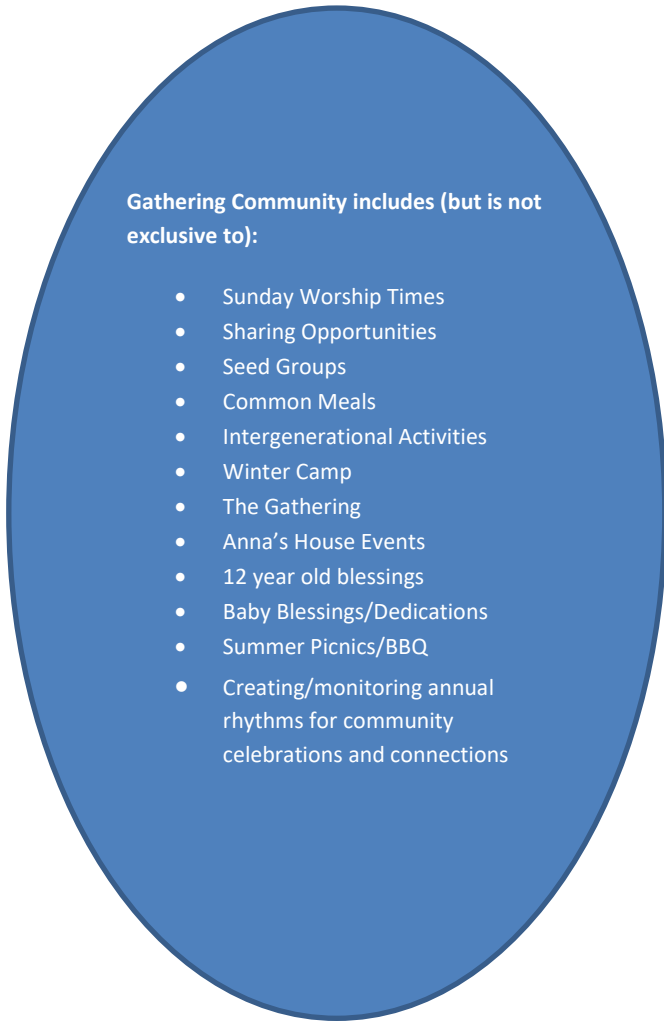 Gathering Community includes (but is not
exclusive to):
• Sunday Worship Times
• Sharing Opportunities
• Seed Groups
• Common Meals
• Intergenerational Activities
• Winter Camp
• The Gathering
• Anna’s House Events
• 12 year old blessings
• Baby Blessings/Dedications
• Summer Picnics/BBQ
• Creating/monitoring annual
rhythms for community
celebrations and connections